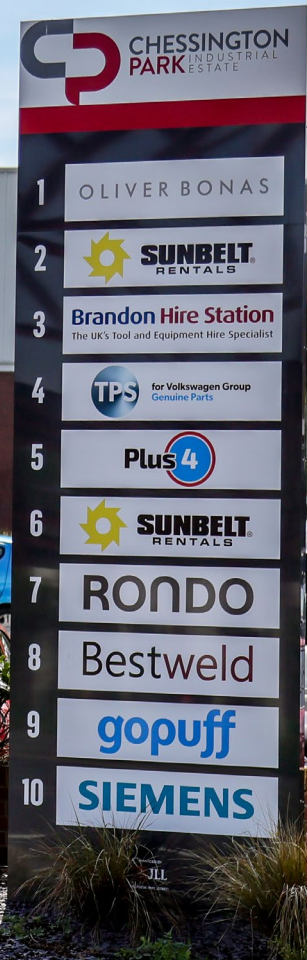 CHESSINGTON
PARK INDUSTRIAL ESTATE
1 OLIVER BONAS
2 SUNBELT®
RENTALS
3 Brandon Hire Station
The UK's Tool and Equipment Hire Specialist
4 TPS for Volkswagen Group
Genuine Parts
5 Plus 4
6 SUNBELT®
RENTALS
7 RONDO
8 Bestweld
9 gopuff
10 SIEMENS
JLL